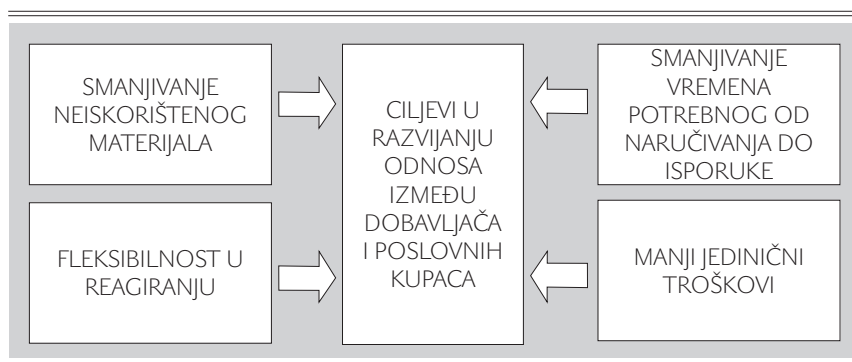 SMANJIVANJE
NEISKORIŠTENOG
MATERIJALA
FLEKSIBILNOST U
REAGIRANJU
CILJEVI U
RAZVIJANJU
ODNOSA
IZMEĐU
DOBAVLJAČA
I POSLOVNIH
KUPACA
SMANJIVANJE
VREMENA
POTREBNOG OD
NARUČIVANJA DO
ISPORUKE
MANJI JEDINIČNI
TROŠKOVI